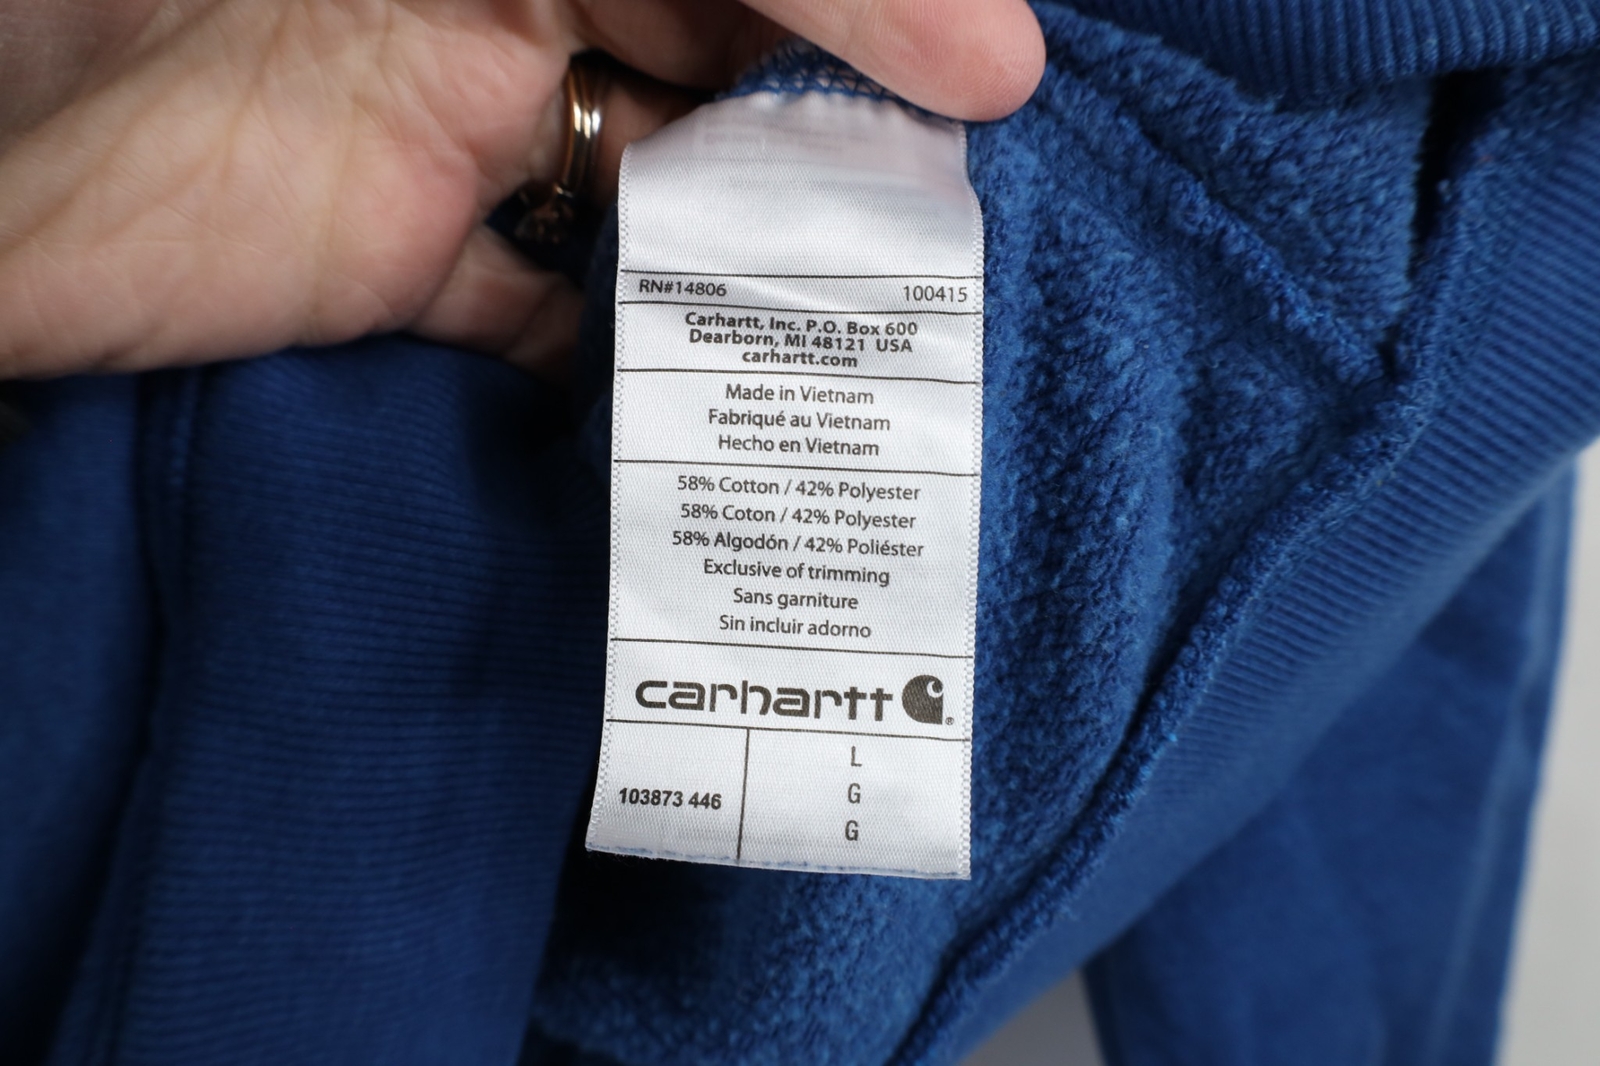 RN#14806 100415
Carhartt, Inc. P.O. Box 600
Dearborn, MI 48121 USA
carhartt.com
Made in Vietnam
Fabriqué au Vietnam
Hecho en Vietnam
58% Cotton / 42% Polyester
58% Coton / 42% Polyester
58% Algodón / 42% Poliéster
Exclusive of trimming
Sans garniture
Sin incluir adorno
carhartt ®
103873 446
L
G
G